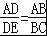 AD/DE = AB/BC